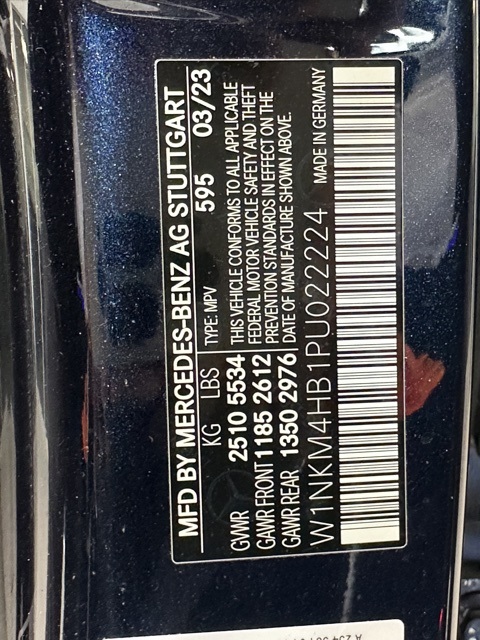 MFD BY MERCEDES-BENZ AG STUTTGART
KG LBS TYPE: MPV 595 03/23
GVWR 2510 5534 THIS VEHICLE CONFORMS TO ALL APPLICABLE
FEDERAL MOTOR VEHICLE SAFETY AND THEFT
GAWR FRONT 1185 2612 PREVENTION STANDARDS IN EFFECT ON THE
GAWR REAR 1350 2976 DATE OF MANUFACTURE SHOWN ABOVE.
W1NKM4HB1PU022224 MADE IN GERMANY